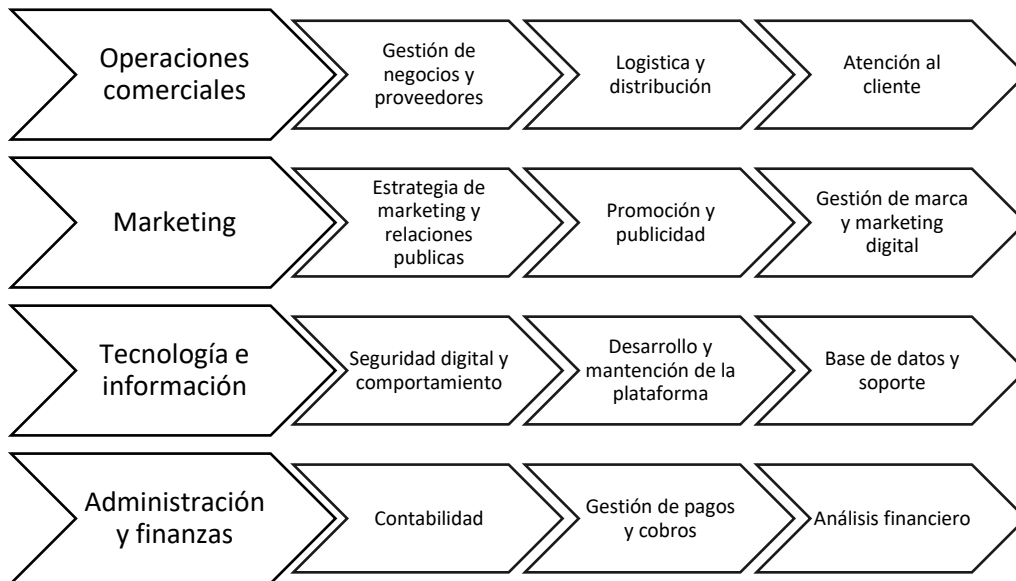 Operaciones
comerciales
Gestión de
negocios y
proveedores
Logistica y
distribución
Atención al
cliente
Marketing
Estrategia de
marketing y
relaciones
publicas
Promoción y
publicidad
Gestión de marca
y marketing
digital
Tecnología e
información
Seguridad digital y
comportamiento
Desarrollo y
mantención de la
plataforma
Base de datos y
soporte
Administración
y finanzas
Contabilidad
Gestión de pagos
y cobros
Análisis financiero